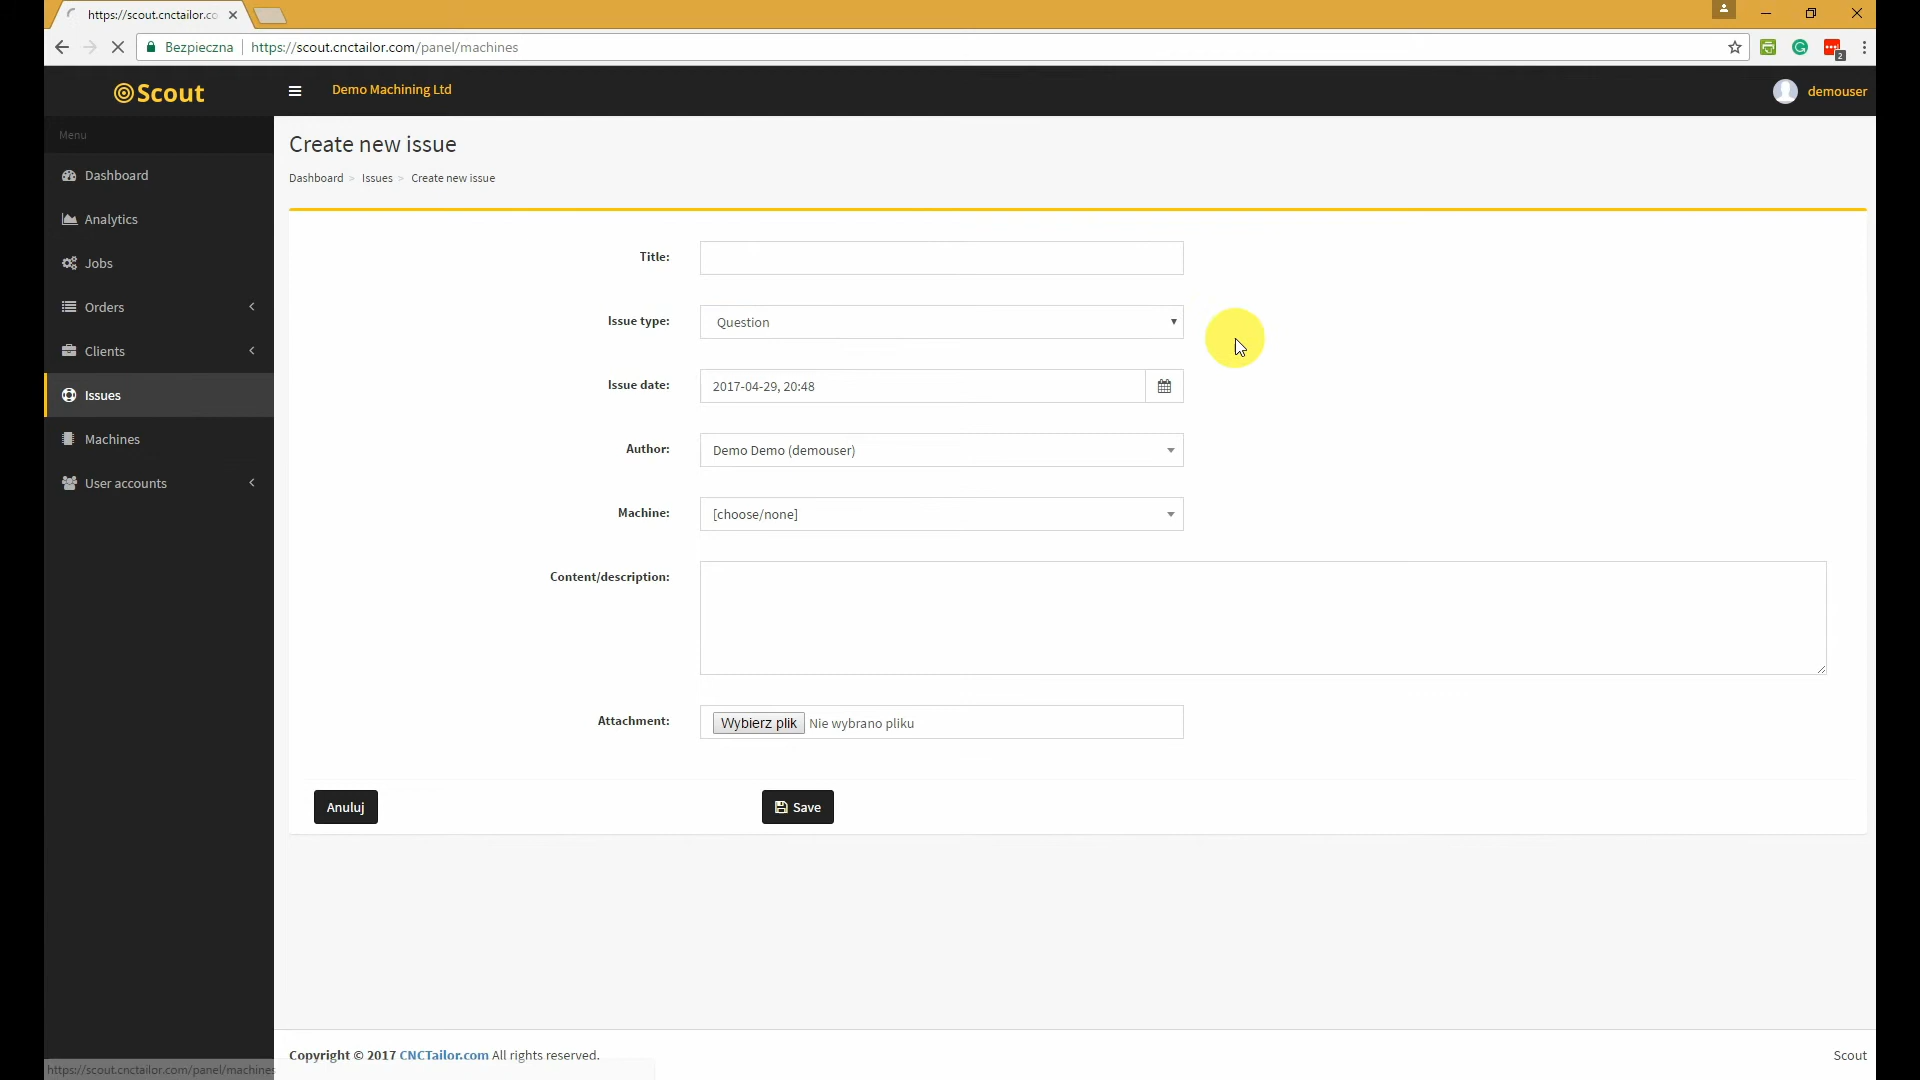 https://scout.cnctailor.co
Bezpieczna
https://scout.cnctailor.com/panel/machines
2
Scout
Demo Machining Ltd
demouser
Menu
Dashboard
Analytics
Jobs
Orders
Clients
Issues
Machines
User accounts
Create new issue
Dashboard > Issues > Create new issue
Title:
Issue type:
Question
Issue date:
2017-04-29, 20:48
Author:
Demo Demo (demouser)
Machine:
[choose/none]
Content/description:
Attachment:
Wybierz plik Nie wybrano pliku
Anuluj
Save
Copyright © 2017 CNCTailor.com All rights reserved.
Scout
https://scout.cnctailor.com/panel/machines